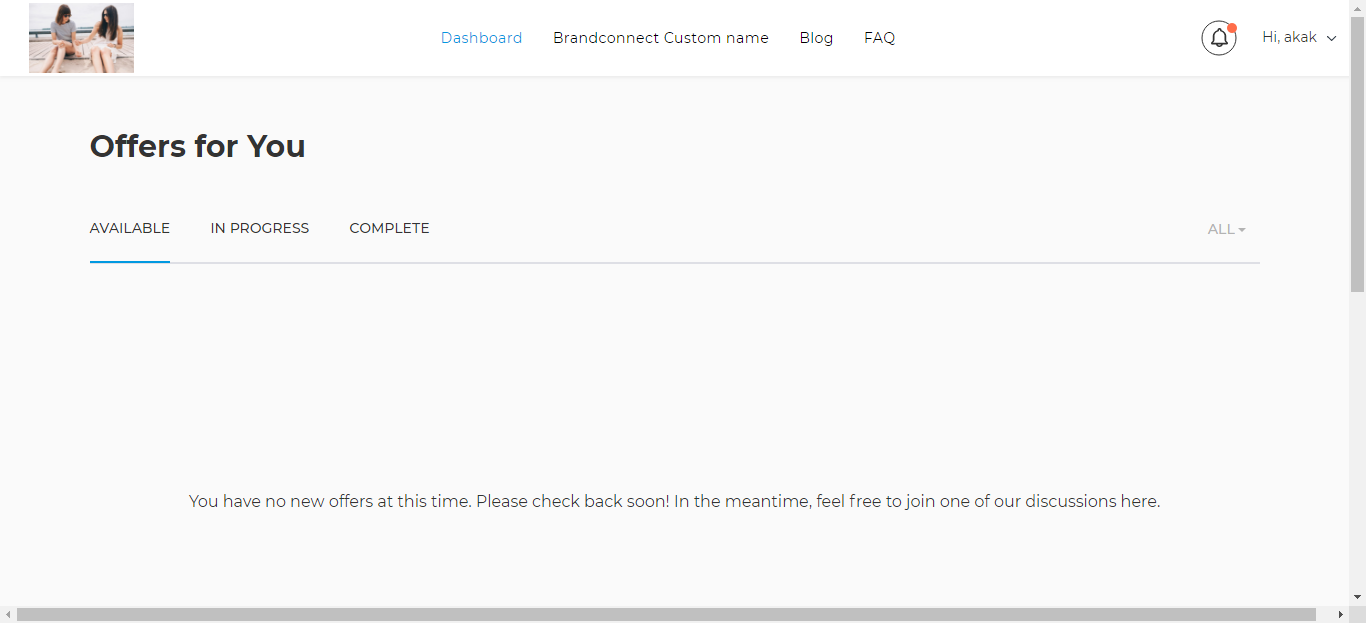 Dashboard Brandconnect Custom name Blog FAQ Hi, akak
Offers for You
AVAILABLE IN PROGRESS COMPLETE ALL
You have no new offers at this time. Please check back soon! In the meantime, feel free to join one of our discussions here.